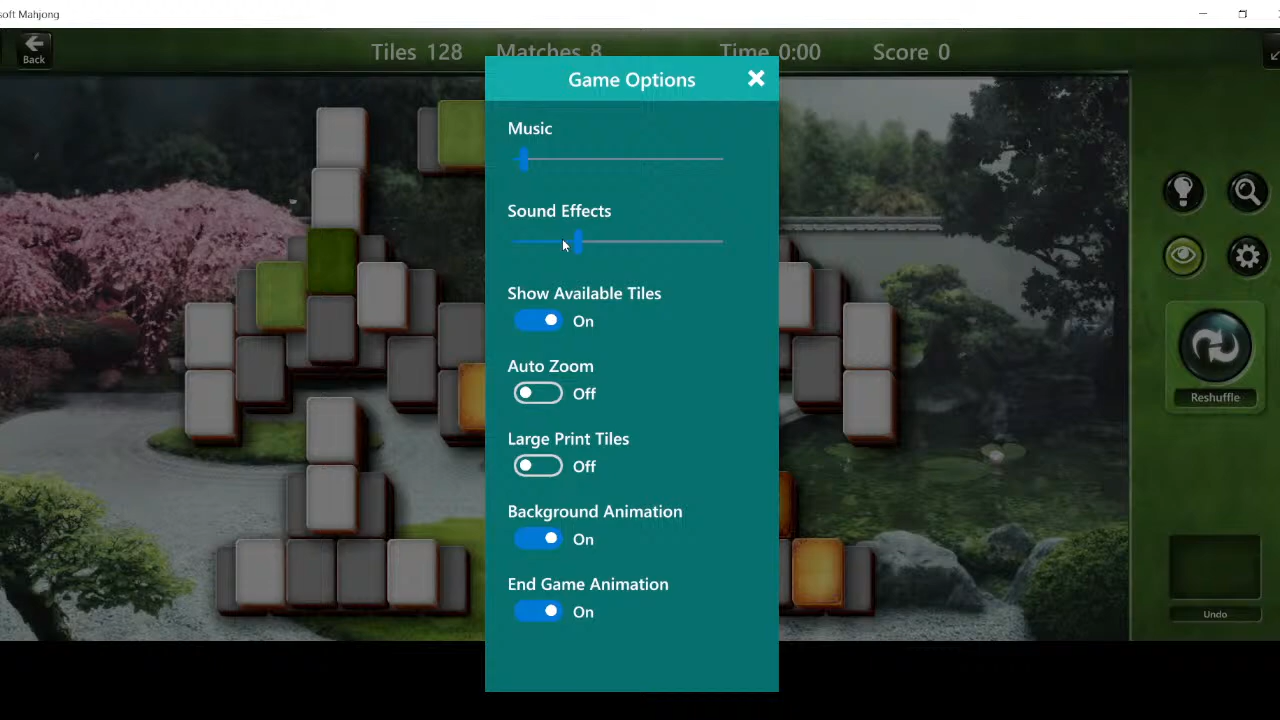 soft Mahjong
Back
Tiles 128
Matches 8
Time 0:00
Score 0
Game Options
Music
Sound Effects
Show Available Tiles
On
Auto Zoom
Off
Large Print Tiles
Off
Background Animation
On
End Game Animation
On
Reshuffle
Undo